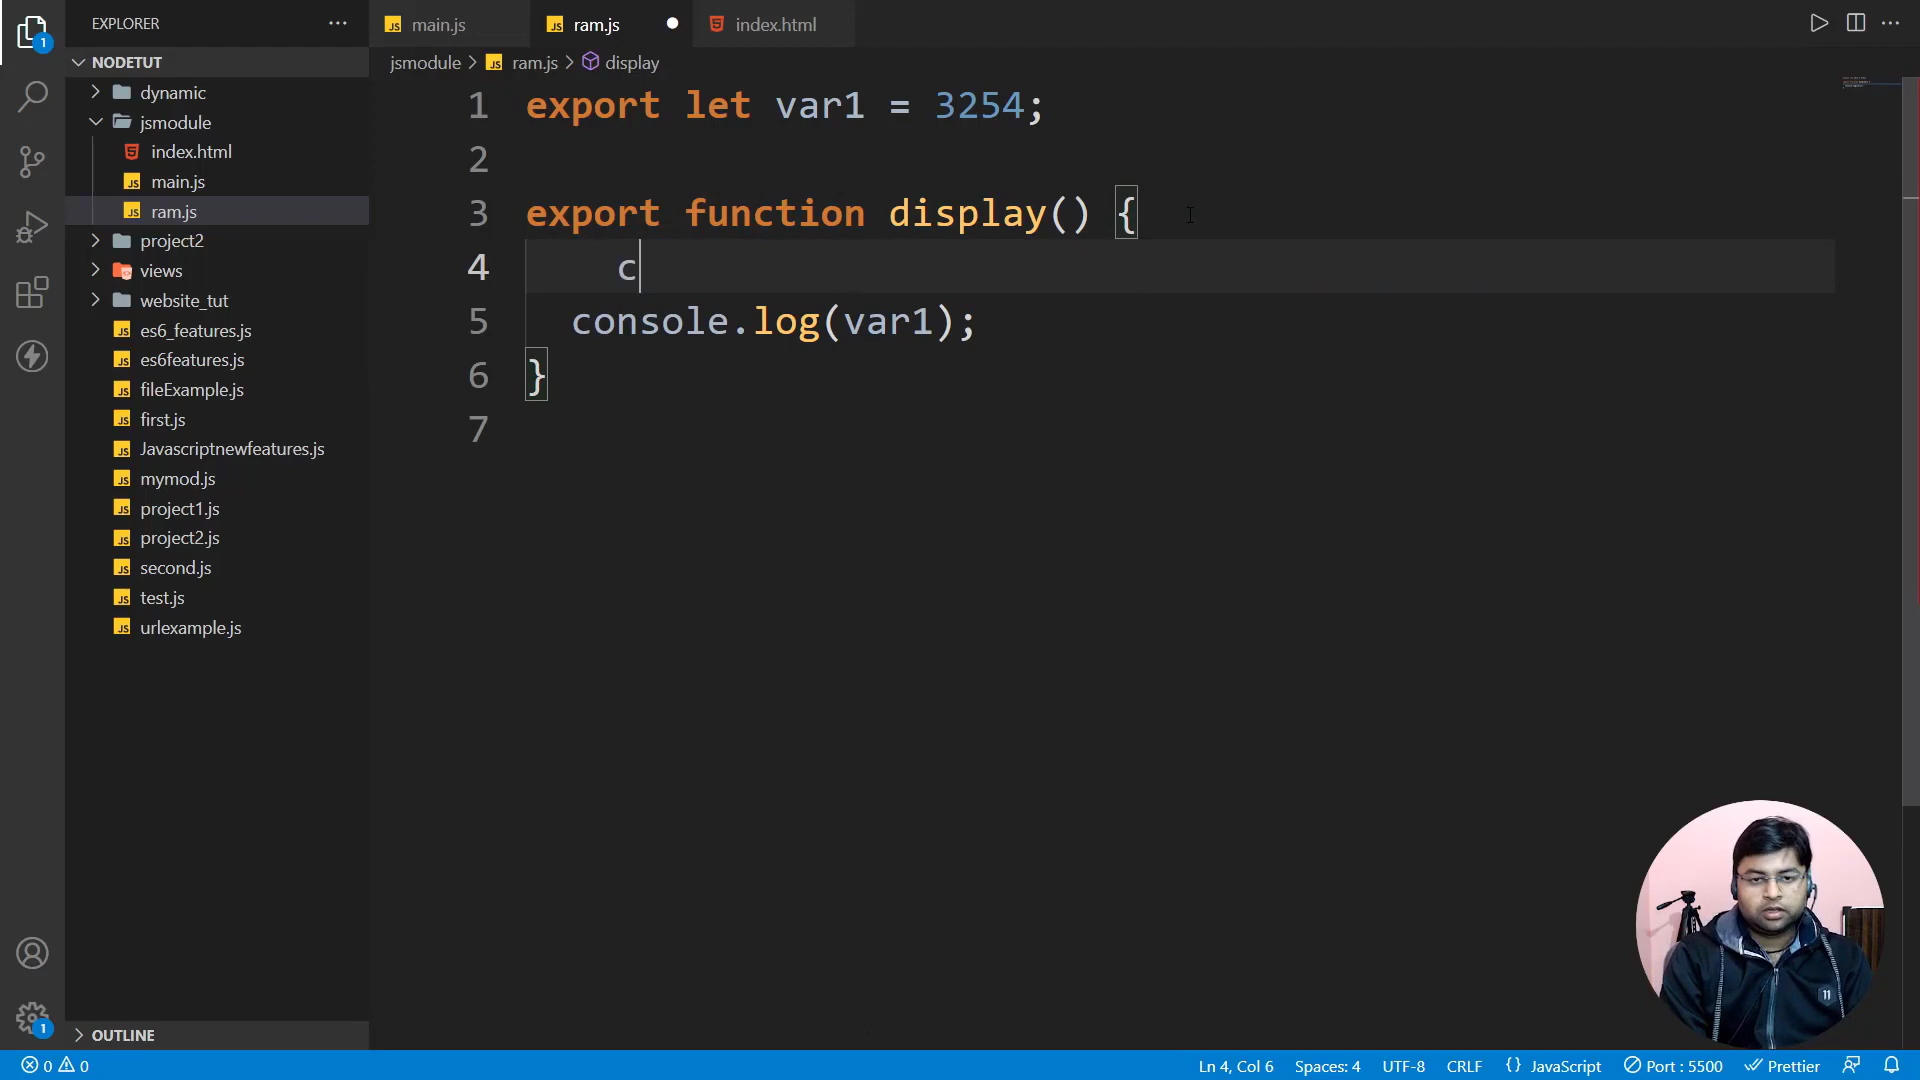 EXPLORER
NODETUT
dynamic
jsmodule
index.html
main.js
ram.js
project2
views
website_tut
es6_features.js
es6features.js
fileExample.js
first.js
Javascriptnewfeatures.js
mymod.js
project1.js
project2.js
second.js
test.js
urlexample.js
OUTLINE
main.js ram.js index.html
jsmodule > ram.js > display
1 export let var1 = 3254;
2
3 export function display() {
4 c
5 console.log(var1);
6 }
7
1
1
11
0 0 Ln 4, Col 6 Spaces: 4 UTF-8 CRLF {} JavaScript Port : 5500 Prettier